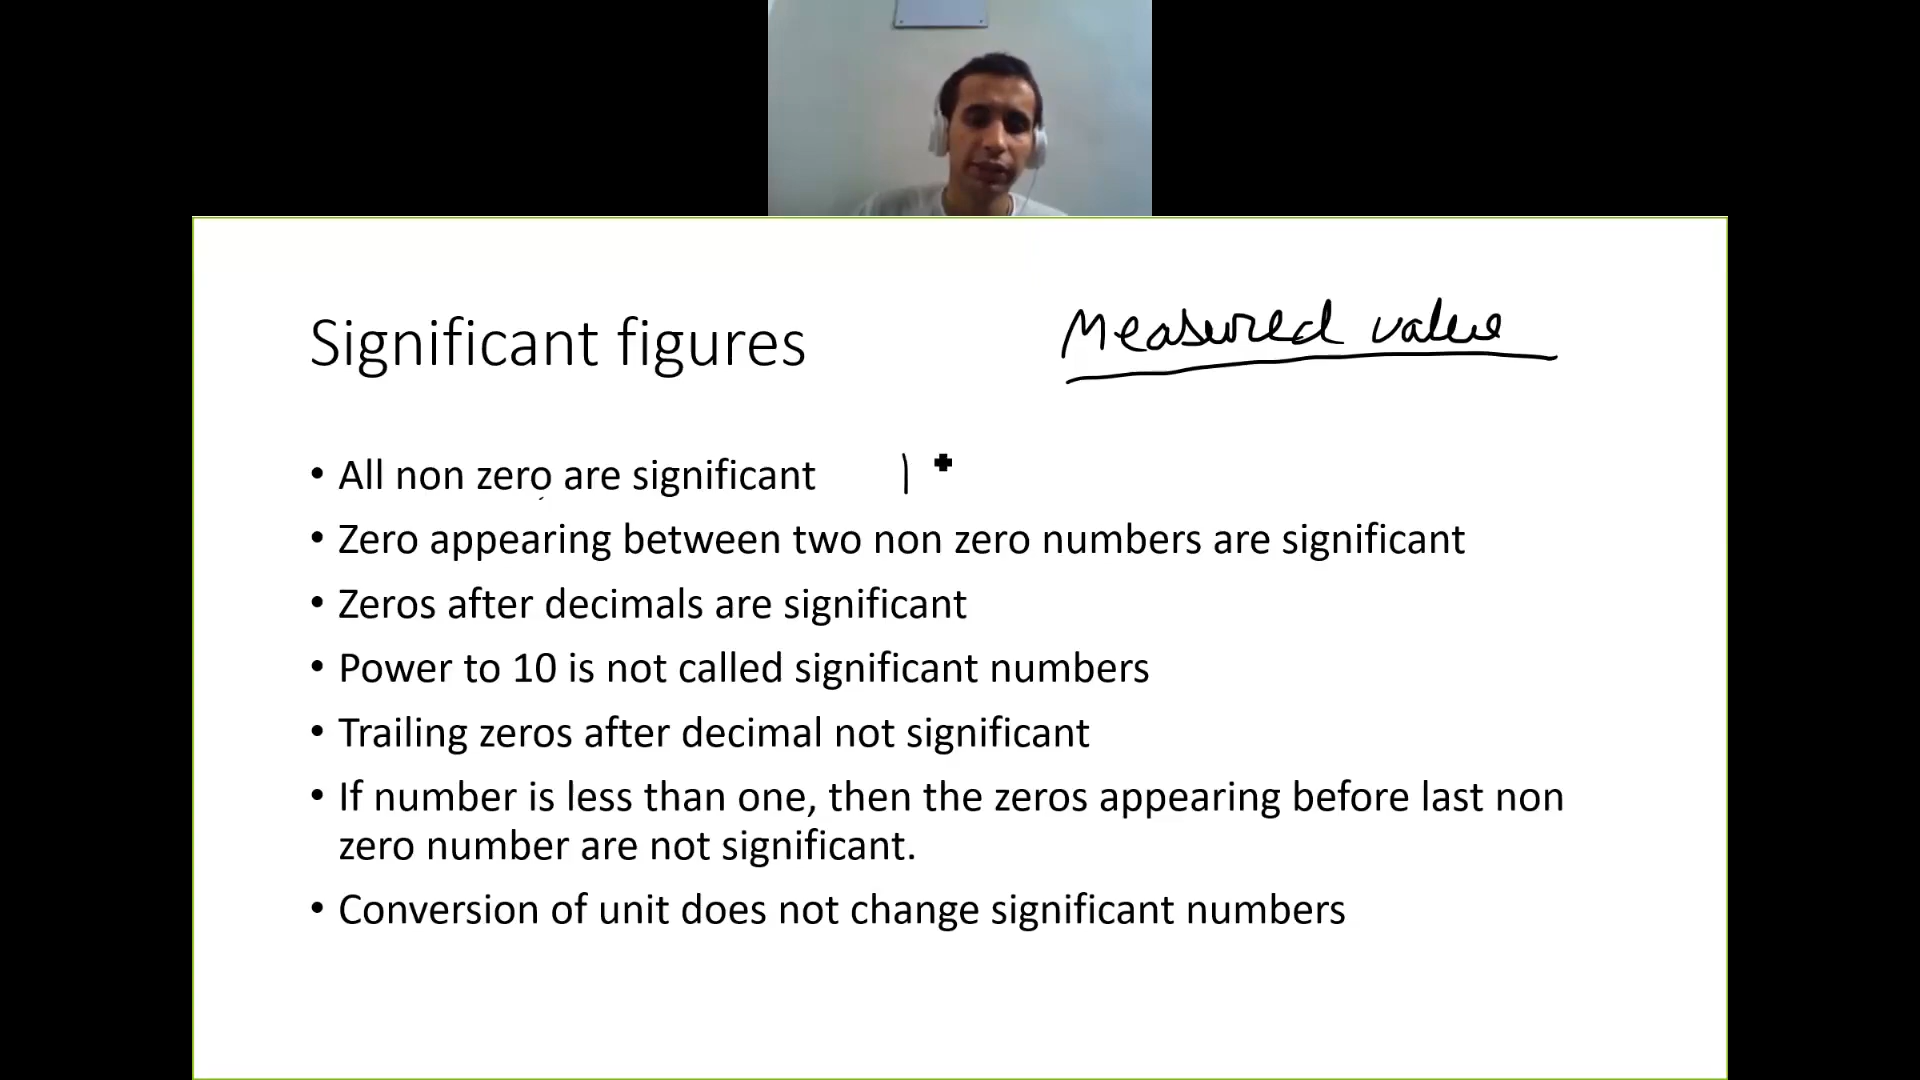 Significant figures
Measured value
• All non zero are significant |
• Zero appearing between two non zero numbers are significant
• Zeros after decimals are significant
• Power to 10 is not called significant numbers
• Trailing zeros after decimal not significant
• If number is less than one, then the zeros appearing before last non
zero number are not significant.
• Conversion of unit does not change significant numbers